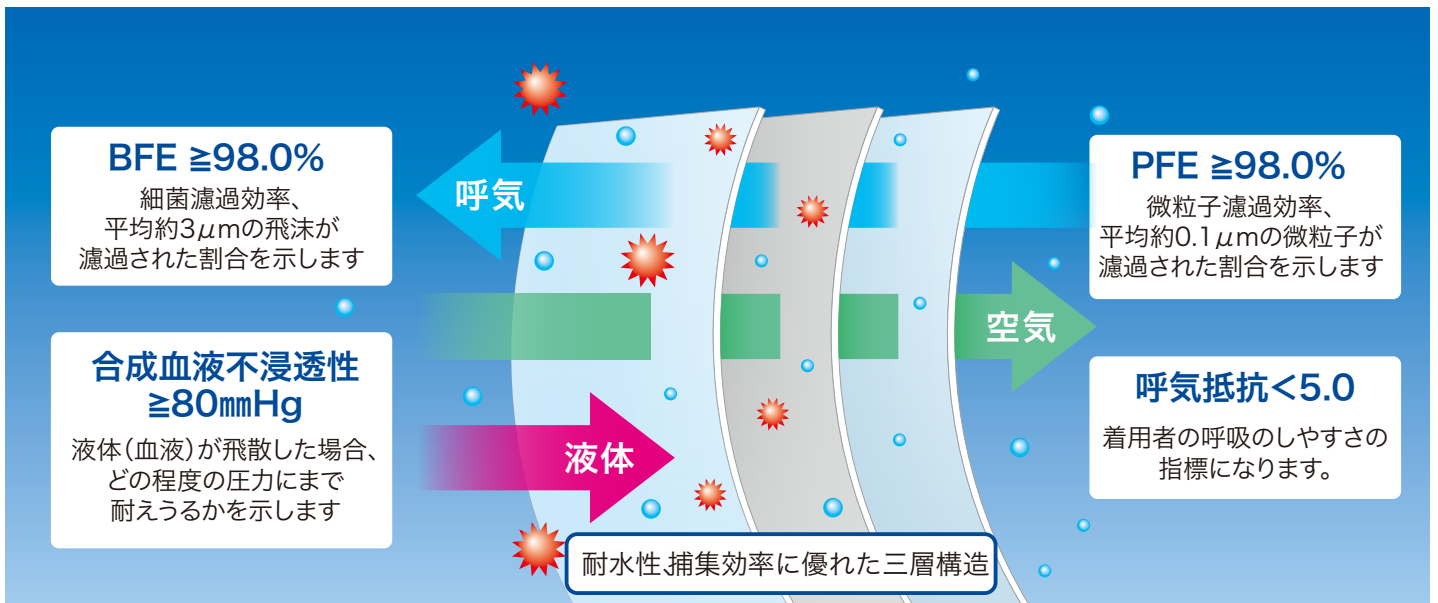 BFE ≧98.0%
細菌濾過効率、
平均約3μmの飛沫が
濾過された割合を示します
合成血液不浸透性
≧80㎜Hg
液体(血液)が飛散した場合、
どの程度の圧力にまで
耐えうるかを示します
呼気
空気
液体
耐水性、捕集効率に優れた三層構造
PFE ≧98.0%
微粒子濾過効率、
平均約0.1μmの微粒子が
濾過された割合を示します
呼気抵抗<5.0
着用者の呼吸のしやすさの
指標になります。